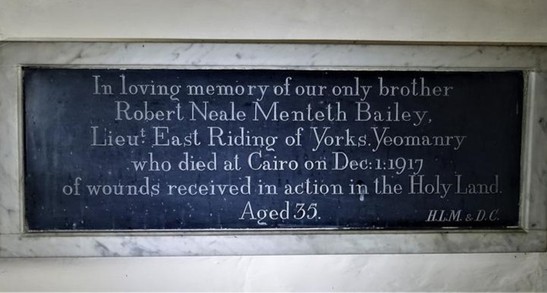 In loving memory of our only brother
Robert Neale Menteth Bailey,
Lieut East Riding of Yorks. Yeomanry
who died at Cairo on Dec: 1: 1917
of wounds received in action in the Holy Land.
Aged 35.
H.L.M. & D.C.